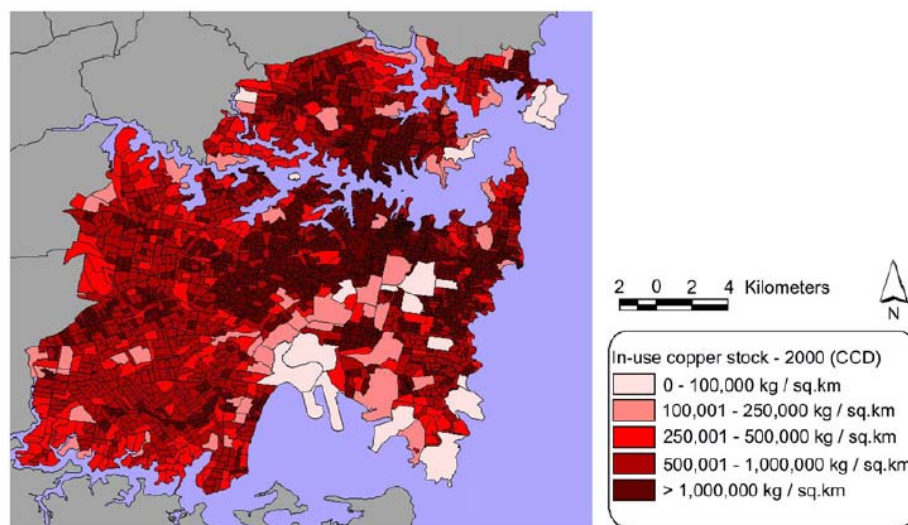 2 0 2 4 Kilometers
N
In-use copper stock - 2000 (CCD)
0 - 100,000 kg / sq.km
100,001 - 250,000 kg / sq.km
250,001 - 500,000 kg / sq.km
500,001 - 1,000,000 kg / sq.km
> 1,000,000 kg / sq.km